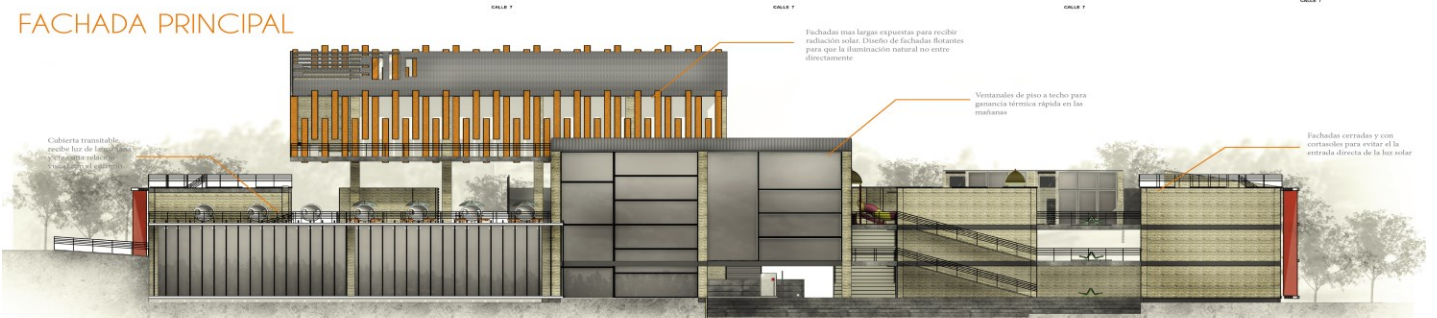 CALLE 7
CALLE 7
CALLE 7
CALLE 7
FACHADA PRINCIPAL
Fachadas mas largas expuestas para recibir
radiación solar. Diseño de fachadas flotantes
para que la iluminación natural no entre
directamente
Ventanales de piso a techo para
ganancia térmica rápida en las
mañanas
Cubierta transitable,
recibe luz de la
Fachadas cerradas y con
cortasoles para evitar el la
entrada directa de la luz solar